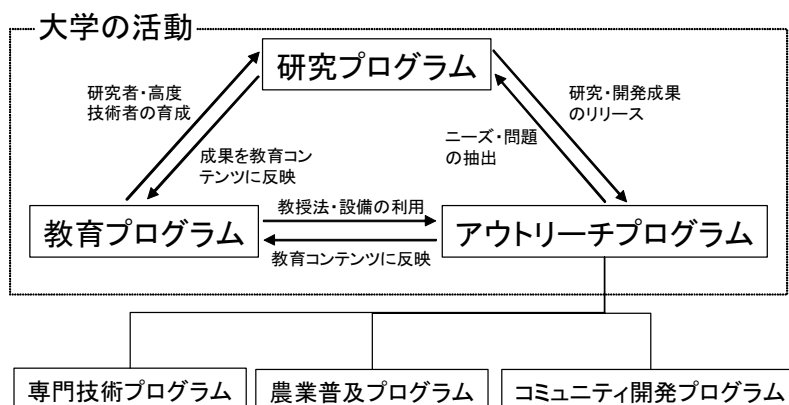 大学の活動
研究プログラム
研究者・高度
技術者の育成
研究・開発成果
のリリース
成果を教育コン
テンツに反映
ニーズ・問題
の抽出
教育プログラム
教授法・設備の利用
教育コンテンツに反映
アウトリーチプログラム
専門技術プログラム
農業普及プログラム
コミュニティ開発プログラム